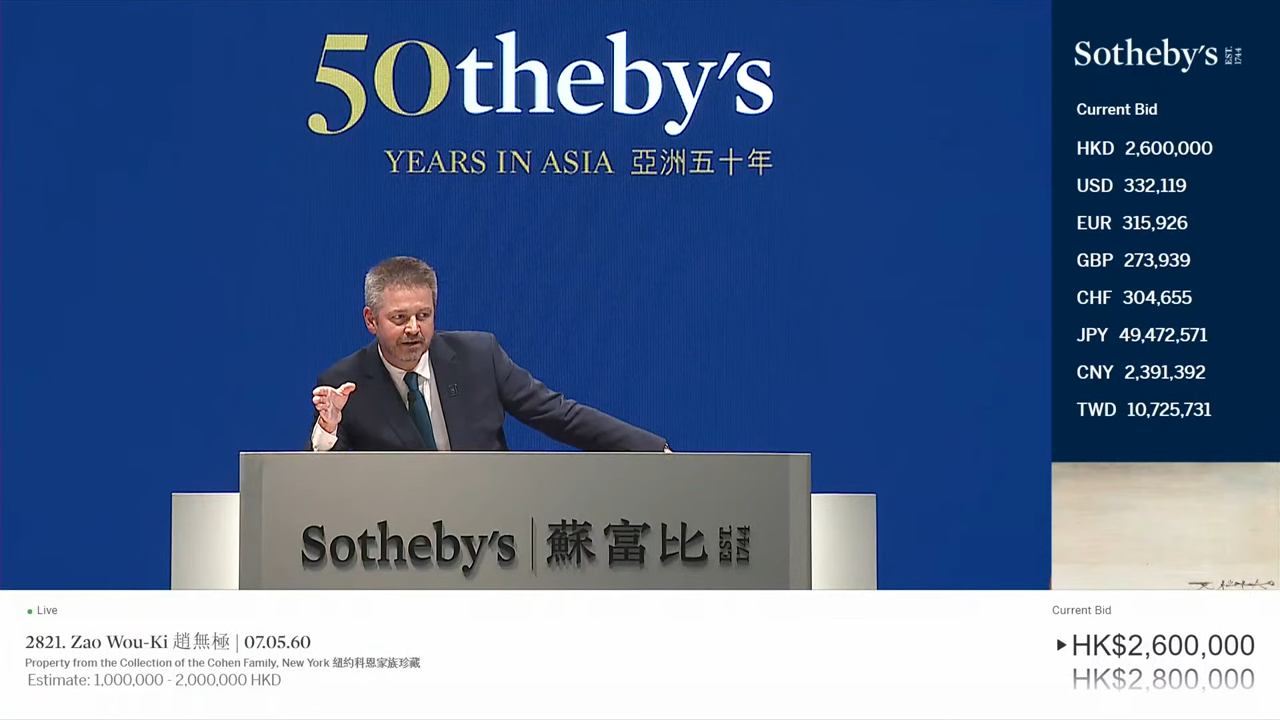 50theby's
YEARS IN ASIA 亞洲五十年
Sotheby's | 蘇富比 EST. 1744
Sotheby's EST. 1744
Current Bid
HKD 2,600,000
USD 332,119
EUR 315,926
GBP 273,939
CHF 304,655
JPY 49,472,571
CNY 2,391,392
TWD 10,725,731
Live
2821. Zao Wou-Ki 趙無極 | 07.05.60
Property from the Collection of the Cohen Family, New York 紐約科恩家族珍藏
Estimate: 1,000,000 - 2,000,000 HKD
Current Bid
HK$2,600,000
HK$2,800,000